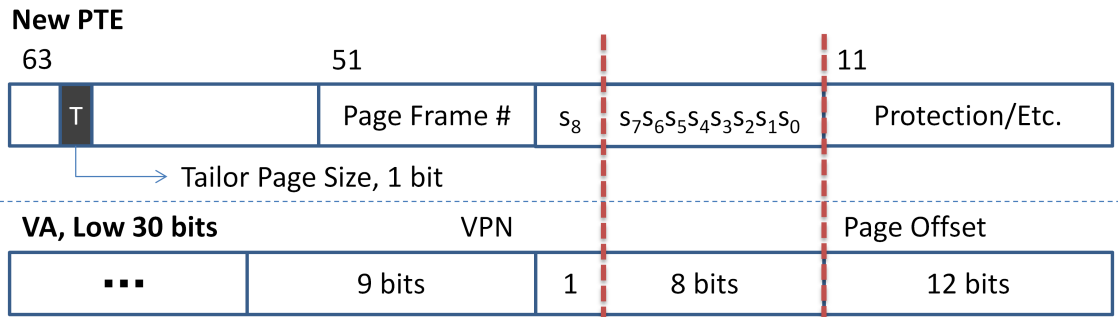 New PTE
63 51 11
T Page Frame # s₈ s₇s₆s₅s₄s₃s₂s₁s₀ Protection/Etc.
Tailor Page Size, 1 bit
VA, Low 30 bits VPN Page Offset
... 9 bits 1 8 bits 12 bits